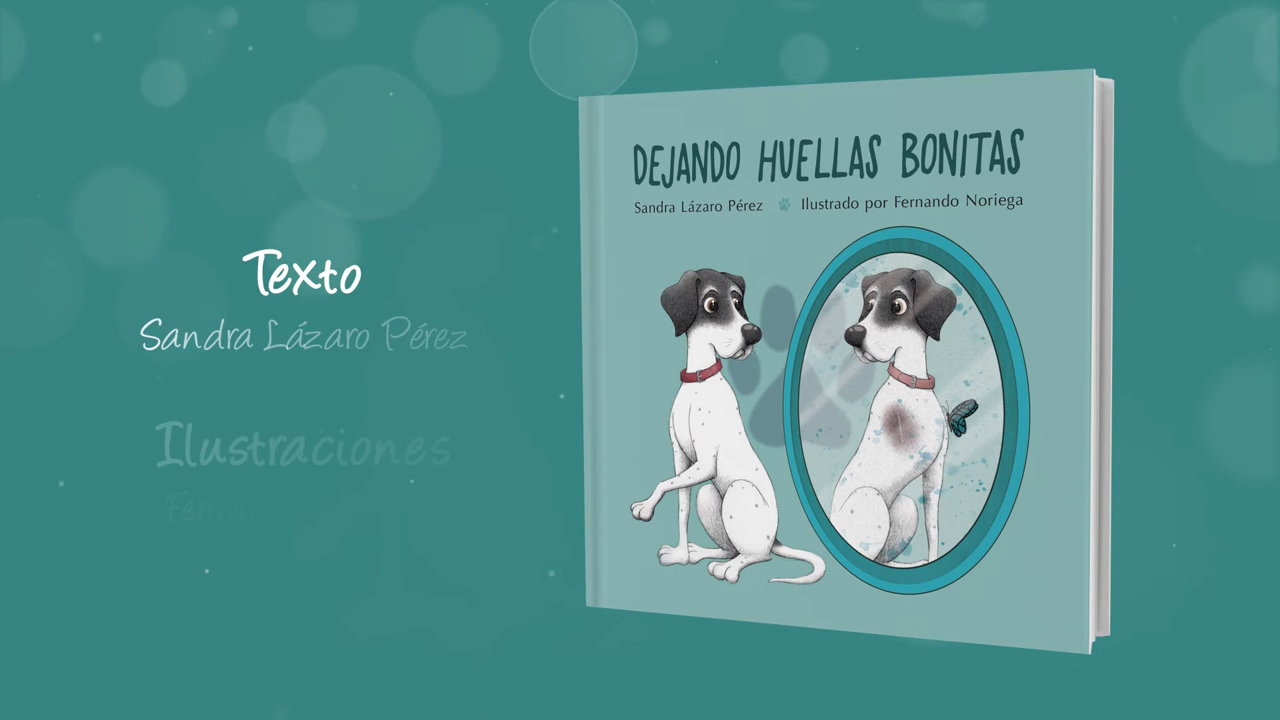 Texto
Sandra Lázaro Pérez
Ilustraciones
DEJANDO HUELLAS BONITAS
Sandra Lázaro Pérez Ilustrado por Fernando Noriega